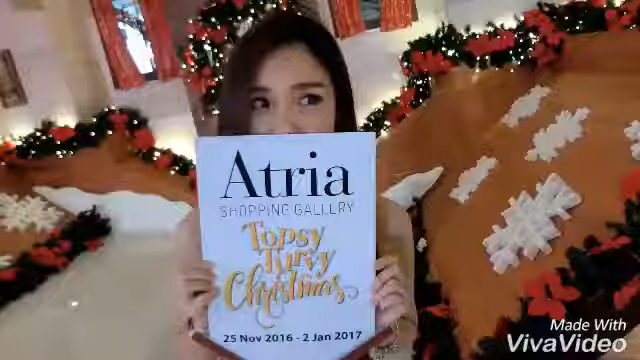 Atria
SHOPPING GALLERY
Topsy
Turvy
Christmas
25 Nov 2016 - 2 Jan 2017
Made With
VivaVideo